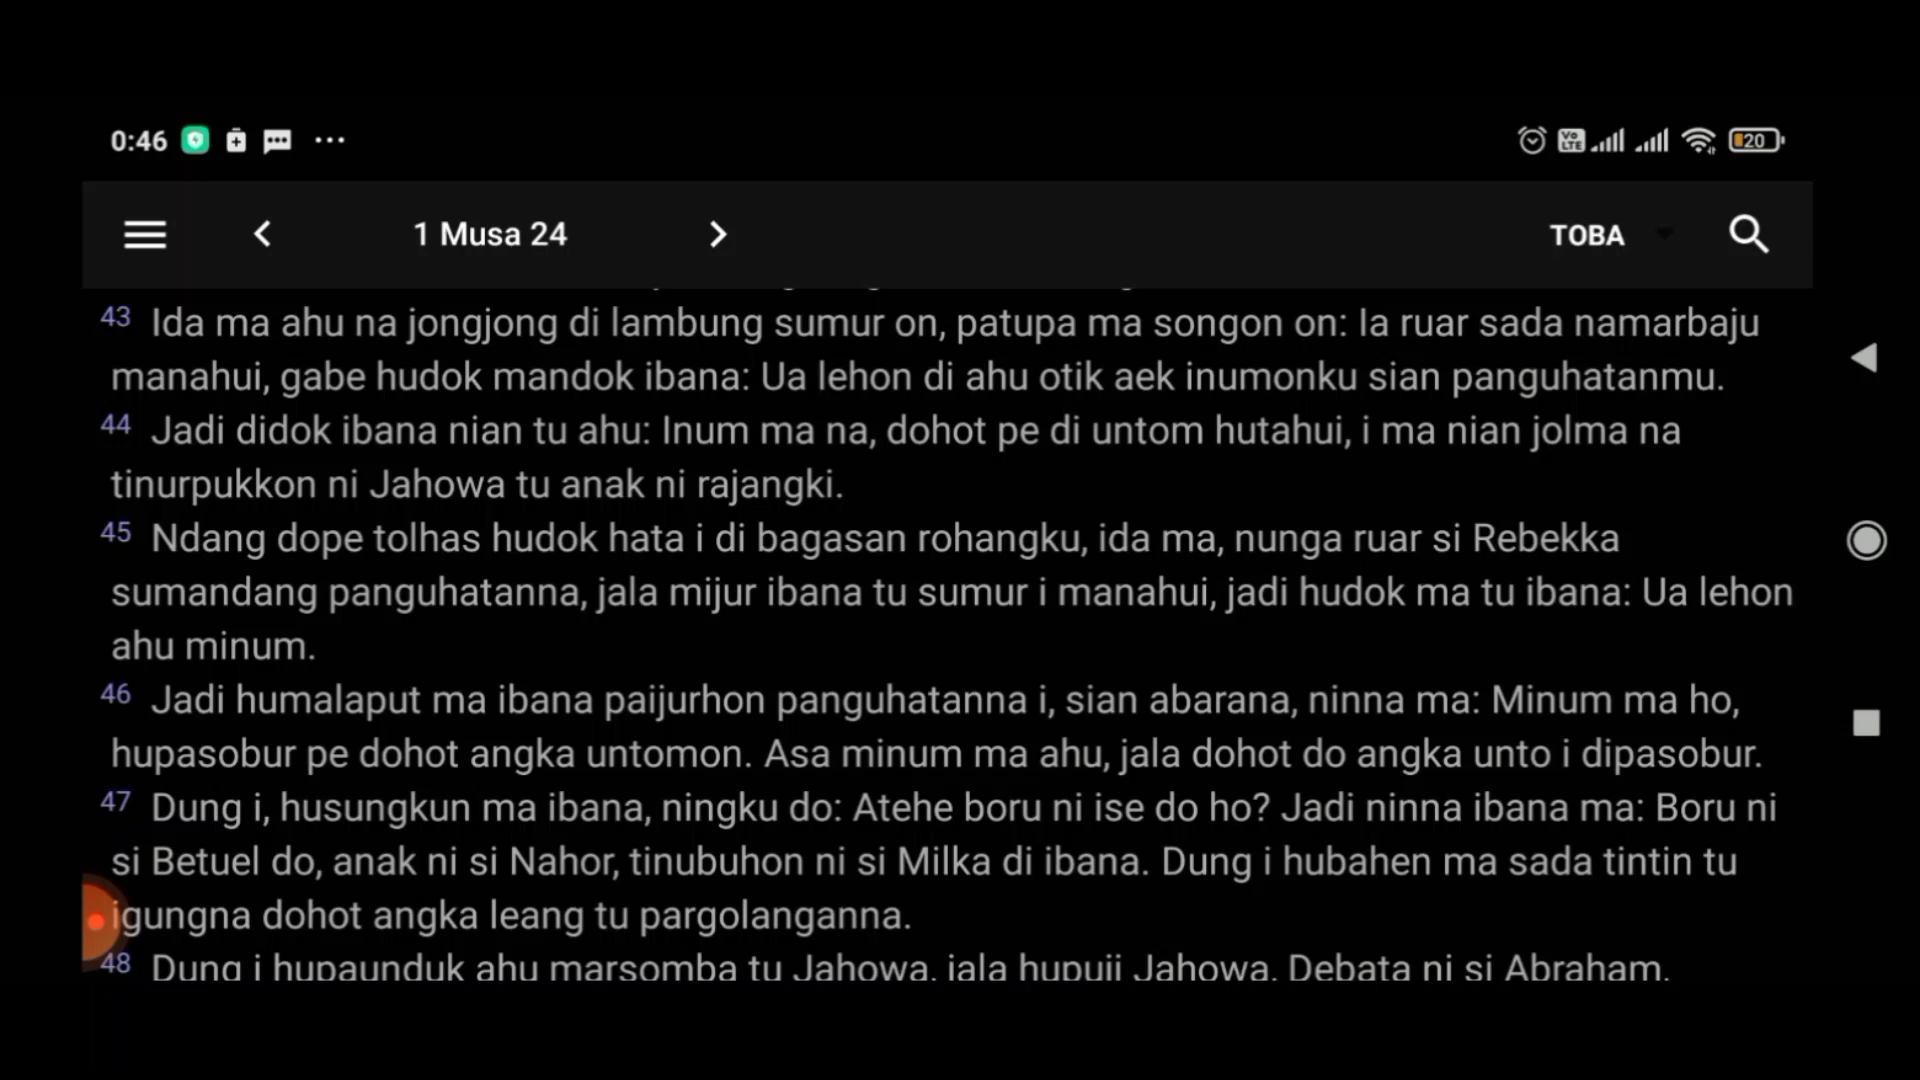 0:46
VoLTE 20
1 Musa 24 TOBA
43 Ida ma ahu na jongjong di lambung sumur on, patupa ma songon on: Ia ruar sada namarbaju
manahui, gabe hudok mandok ibana: Ua lehon di ahu otik aek inumonku sian panguhatanmu.
44 Jadi didok ibana nian tu ahu: Inum ma na, dohot pe di untom hutahui, i ma nian jolma na
tinurpukkon ni Jahowa tu anak ni rajangki.
45 Ndang dope tolhas hudok hata i di bagasan rohangku, ida ma, nunga ruar si Rebekka
sumandang panguhatanna, jala mijur ibana tu sumur i manahui, jadi hudok ma tu ibana: Ua lehon
ahu minum.
46 Jadi humalaput ma ibana paijurhon panguhatanna i, sian abarana, ninna ma: Minum ma ho,
hupasobur pe dohot angka untomon. Asa minum ma ahu, jala dohot do angka unto i dipasobur.
47 Dung i, husungkun ma ibana, ningku do: Atehe boru ni ise do ho? Jadi ninna ibana ma: Boru ni
si Betuel do, anak ni si Nahor, tinubuhon ni si Milka di ibana. Dung i hubahen ma sada tintin tu
igungna dohot angka leang tu pargolanganna.
48 Dung i hupaunduk ahu marsomba tu Jahowa, jala hupuji Jahowa, Debata ni si Abraham,